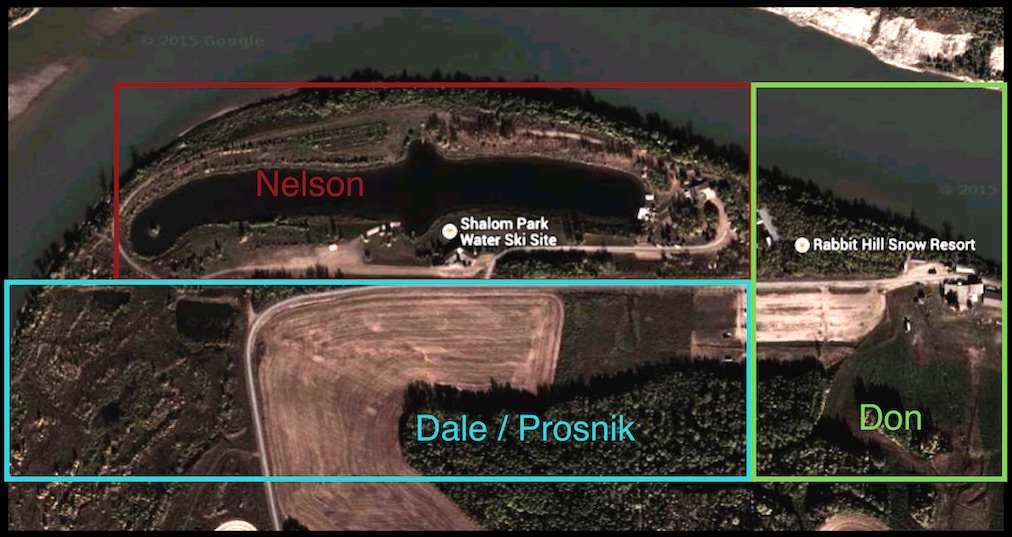 © 2015 Google
Nelson
© 2015
Shalom Park
Water Ski Site
Rabbit Hill Snow Resort
Dale / Prosnik
Don